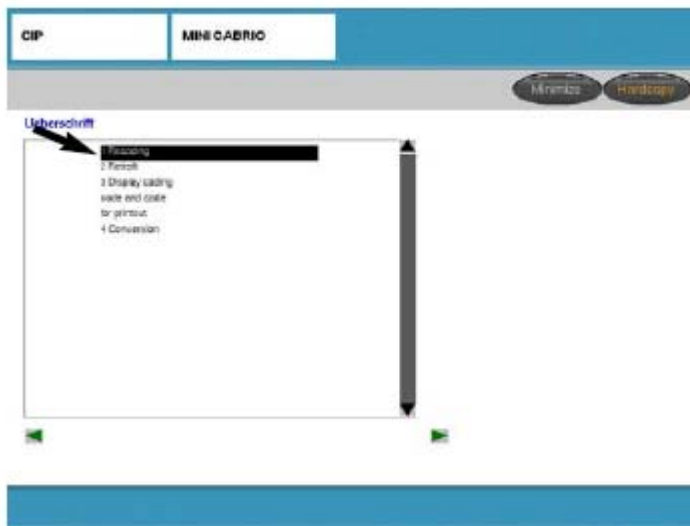 CIP
MINI CABRIO
Minimize
Hardcopy
Ueberschrift
1 Recoding
2 Retrofit
3 Display coding
code and code
for printout
4 Conversion